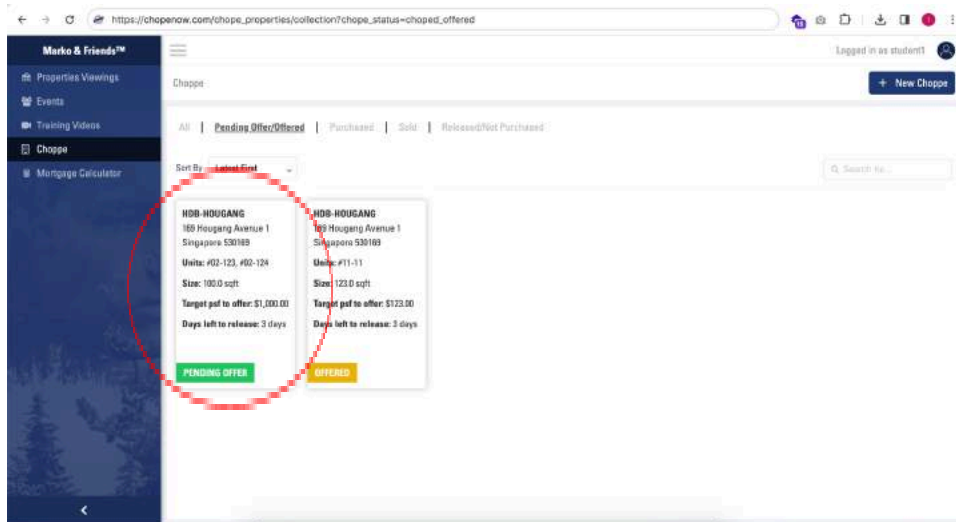 https://chopenow.com/chope_properties/collection?chope_status=choped_offered
15
Marko & Friends™
Logged in as student1
Properties Viewings
Choppe
+ New Choppe
Events
Training Videos
All | Pending Offer/Offered | Purchased | Sold | Released/Not Purchased
Choppe
Mortgage Calculator
Sort By Latest First
Search for...
HDB-HOUGANG
169 Hougang Avenue 1
Singapore 530169
Units: #02-123, #02-124
Size: 100.0 sqft
Target psf to offer: $1,000.00
Days left to release: 3 days
PENDING OFFER
HDB-HOUGANG
169 Hougang Avenue 1
Singapore 530169
Units: #11-11
Size: 123.0 sqft
Target psf to offer: $123.00
Days left to release: 3 days
OFFERED